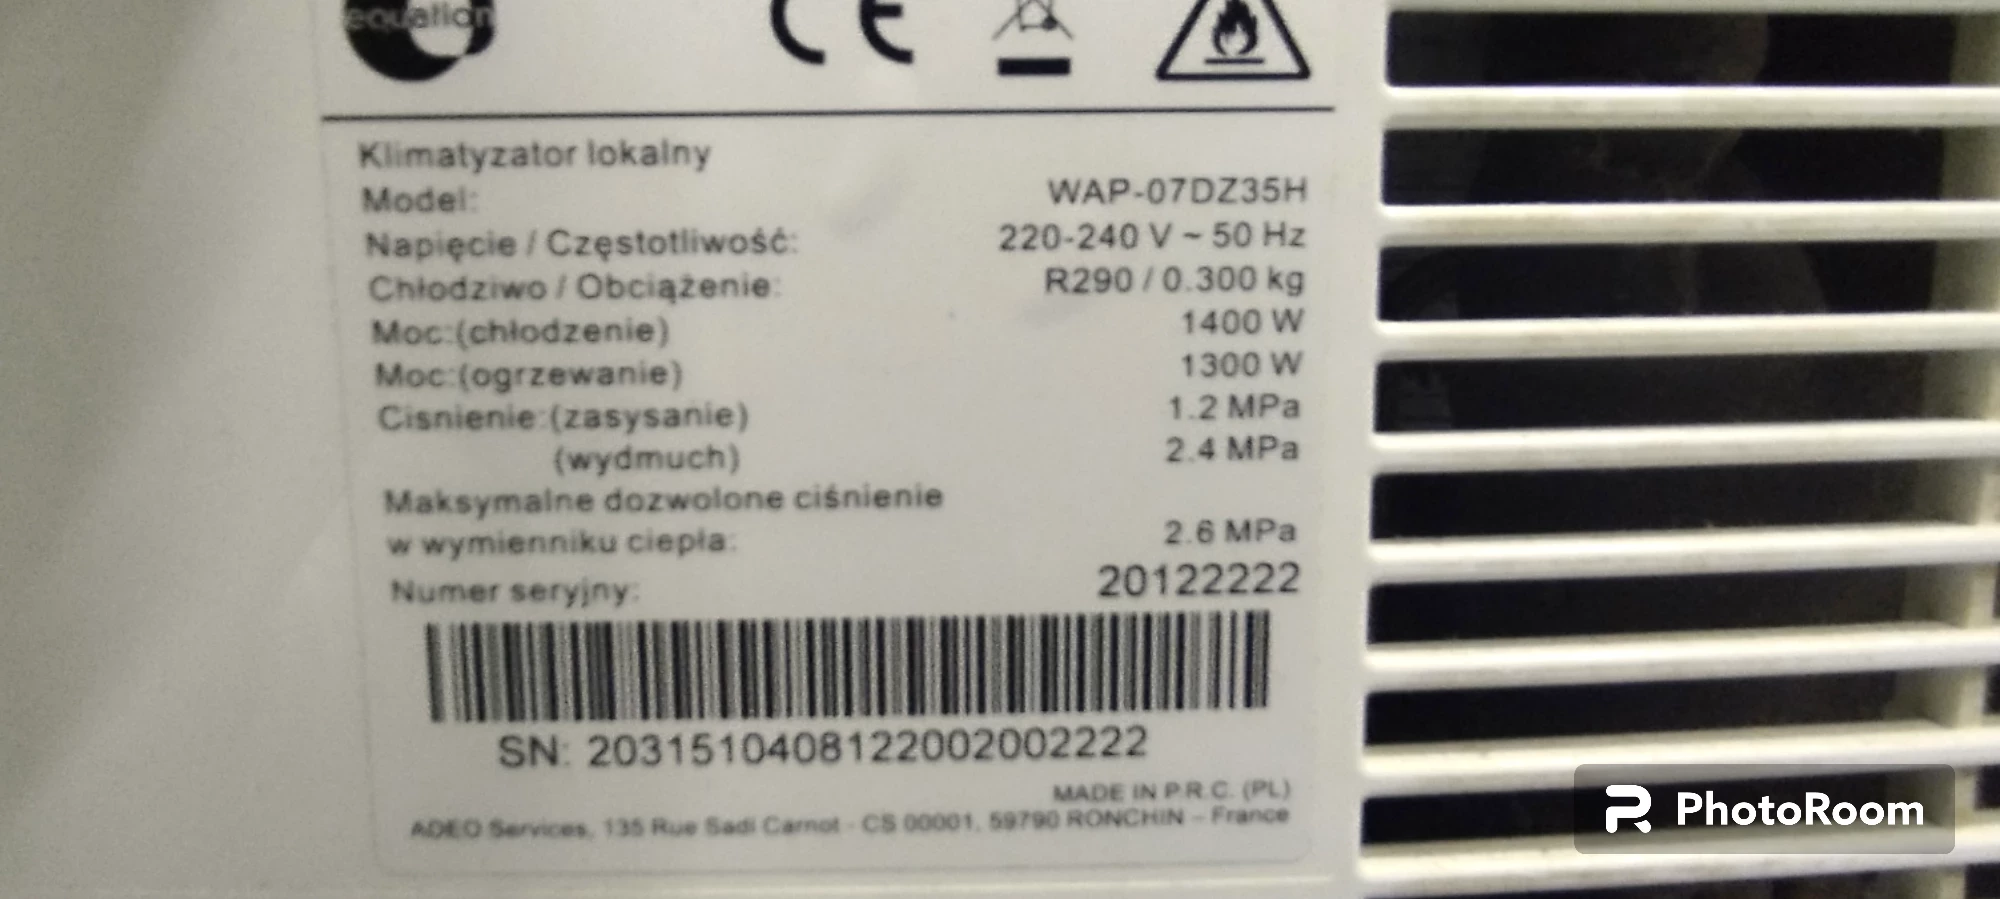 equation
CE
Klimatyzator lokalny
Model: WAP-07DZ35H
Napięcie / Częstotliwość: 220-240 V ~ 50 Hz
Chłodziwo / Obciążenie: R290 / 0.300 kg
Moc:(chłodzenie) 1400 W
Moc:(ogrzewanie) 1300 W
Cisnienie:(zasysanie) 1.2 MPa
(wydmuch) 2.4 MPa
Maksymalne dozwolone ciśnienie
w wymienniku ciepła: 2.6 MPa
Numer seryjny: 20122222
SN: 2031510408122002002222
MADE IN P.R.C. (PL)
ADEO Services, 135 Rue Sadi Carnot - CS 00001, 59790 RONCHIN - France
PhotoRoom